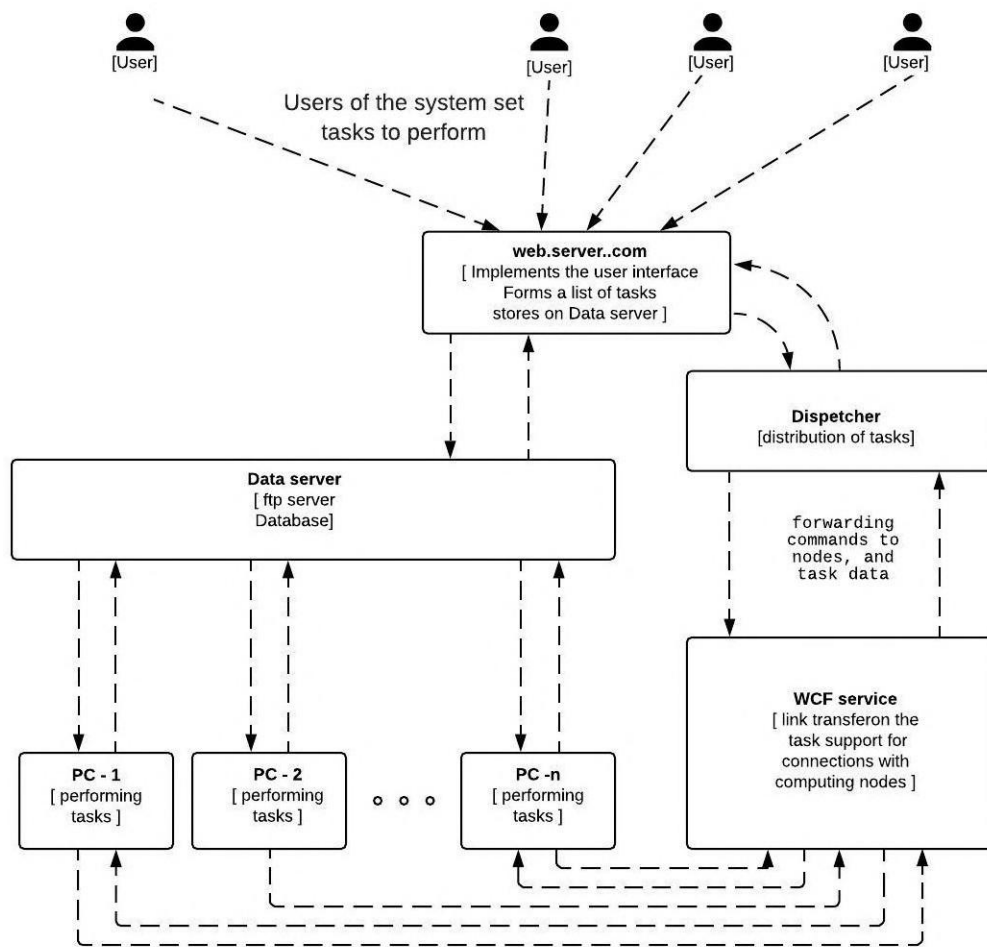 [User]
[User]
[User]
[User]
Users of the system set
tasks to perform
web.server..com
[ Implements the user interface
Forms a list of tasks
stores on Data server ]
Dispetcher
[distribution of tasks]
Data server
[ ftp server
Database]
forwarding
commands to
nodes, and
task data
WCF service
[ link transferon the
task support for
connections with
computing nodes ]
PC - 1
[ performing
tasks ]
PC - 2
[ performing
tasks ]
PC -n
[ performing
tasks ]